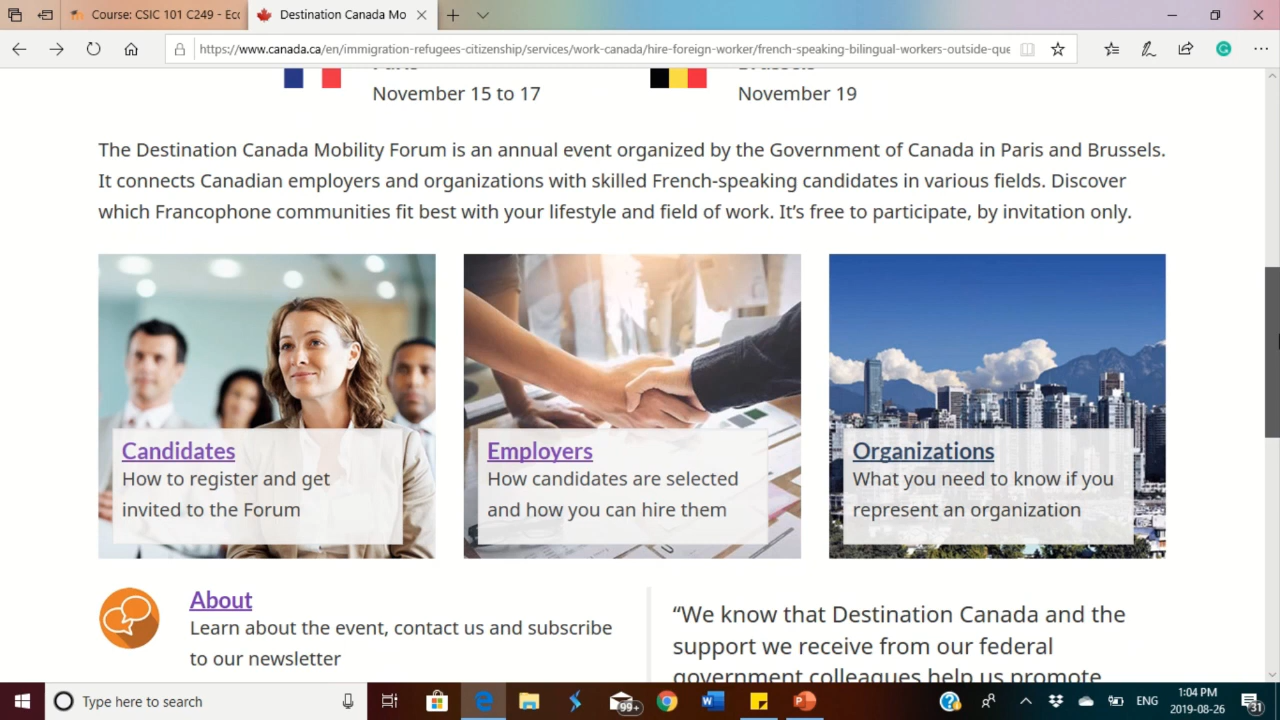 Course: CSIC 101 C249 - Ecc
Destination Canada Mo
https://www.canada.ca/en/immigration-refugees-citizenship/services/work-canada/hire-foreign-worker/french-speaking-bilingual-workers-outside-que
November 15 to 17
November 19
The Destination Canada Mobility Forum is an annual event organized by the Government of Canada in Paris and Brussels.
It connects Canadian employers and organizations with skilled French-speaking candidates in various fields. Discover
which Francophone communities fit best with your lifestyle and field of work. It's free to participate, by invitation only.
Candidates
How to register and get
invited to the Forum
Employers
How candidates are selected
and how you can hire them
Organizations
What you need to know if you
represent an organization
About
Learn about the event, contact us and subscribe
to our newsletter
“We know that Destination Canada and the
support we receive from our federal
government colleagues help us promote
Type here to search
99+
ENG
1:04 PM
2019-08-26
31